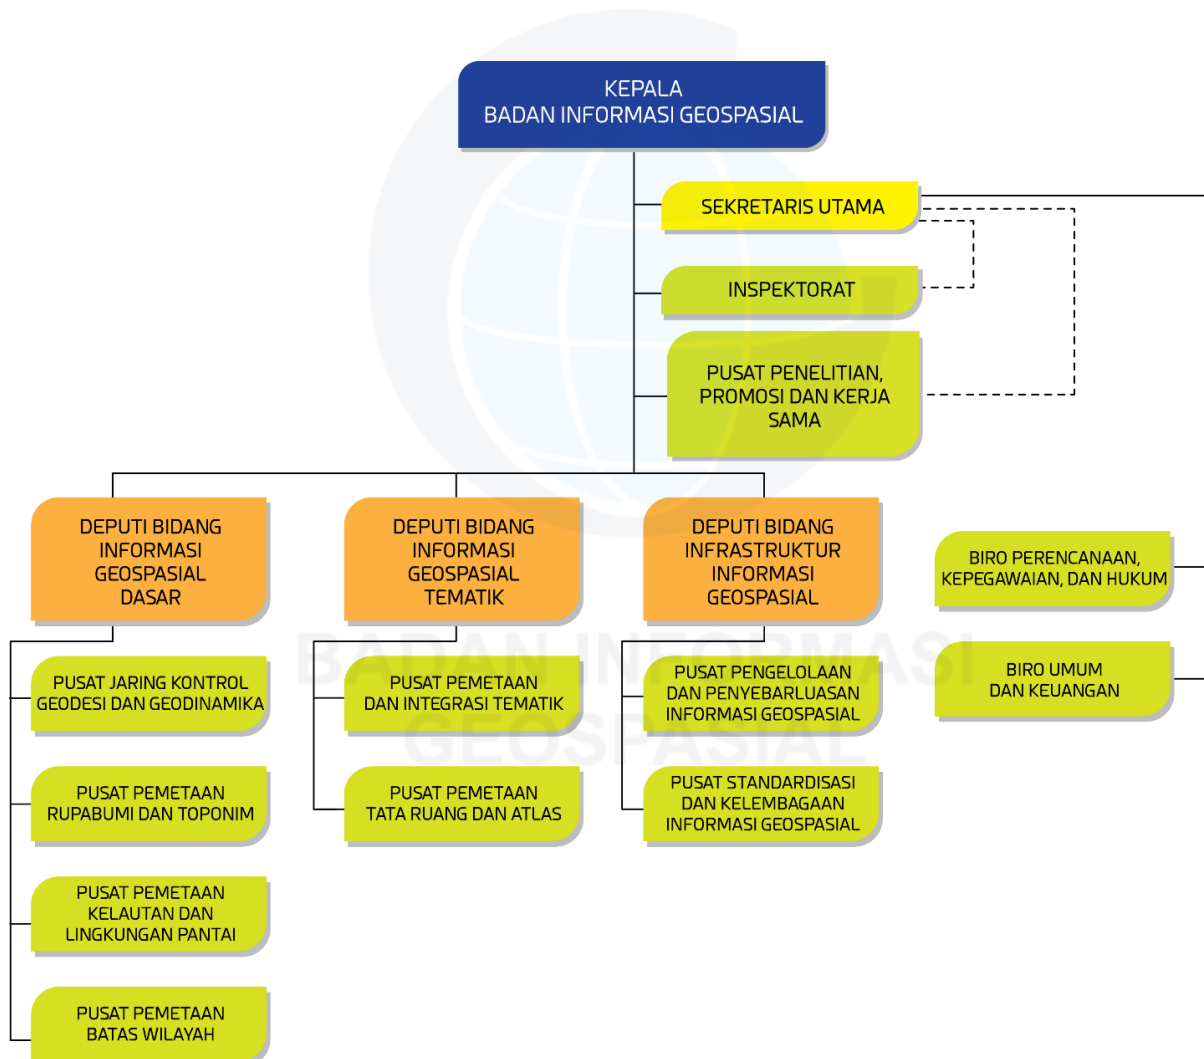 KEPALA
BADAN INFORMASI GEOSPASIAL
SEKRETARIS UTAMA
INSPEKTORAT
PUSAT PENELITIAN,
PROMOSI DAN KERJA
SAMA
DEPUTI BIDANG
INFORMASI
GEOSPASIAL
DASAR
DEPUTI BIDANG
INFORMASI
GEOSPASIAL
TEMATIK
DEPUTI BIDANG
INFRASTRUKTUR
INFORMASI
GEOSPASIAL
BIRO PERENCANAAN,
KEPEGAWAIAN, DAN HUKUM
BIRO UMUM
DAN KEUANGAN
PUSAT JARING KONTROL
GEODESI DAN GEODINAMIKA
PUSAT PEMETAAN
RUPABUMI DAN TOPONIM
PUSAT PEMETAAN
KELAUTAN DAN
LINGKUNGAN PANTAI
PUSAT PEMETAAN
BATAS WILAYAH
PUSAT PEMETAAN
DAN INTEGRASI TEMATIK
PUSAT PEMETAAN
TATA RUANG DAN ATLAS
PUSAT PENGELOLAAN
DAN PENYEBARLUASAN
INFORMASI GEOSPASIAL
PUSAT STANDARDISASI
DAN KELEMBAGAAN
INFORMASI GEOSPASIAL
BADAN INFORMASI
GEOSPASIAL